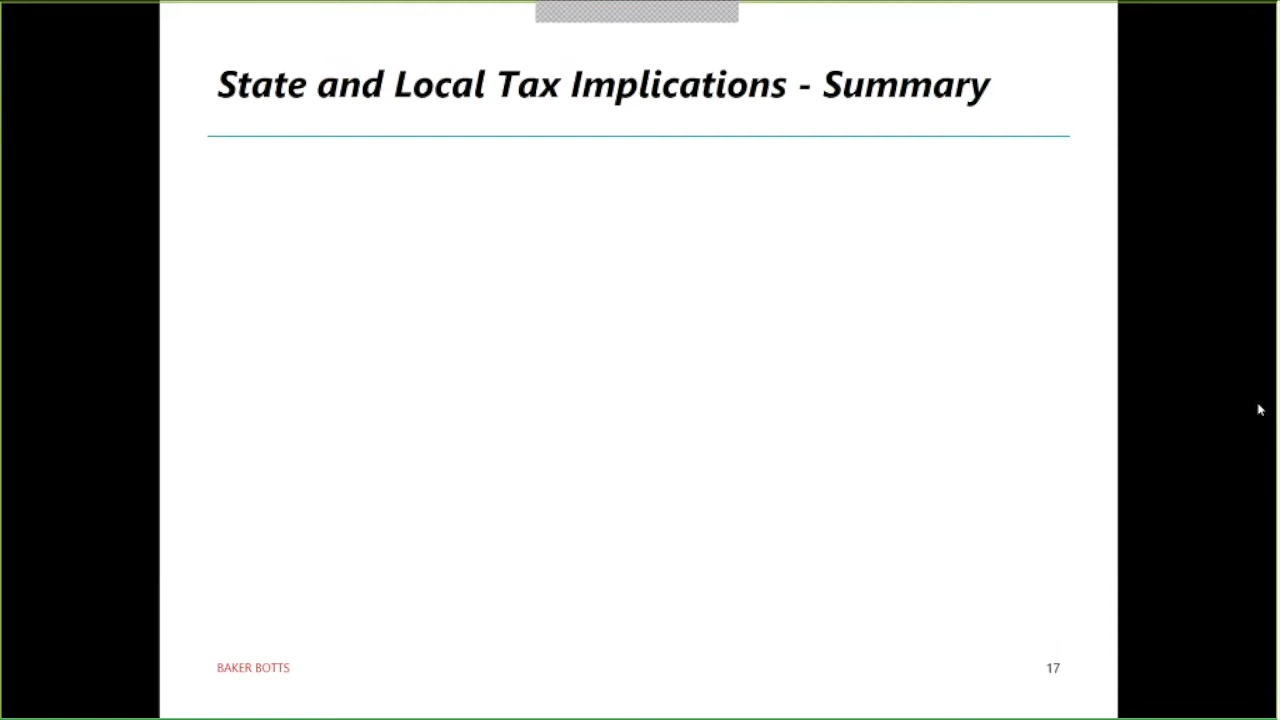 State and Local Tax Implications - Summary
BAKER BOTTS
17